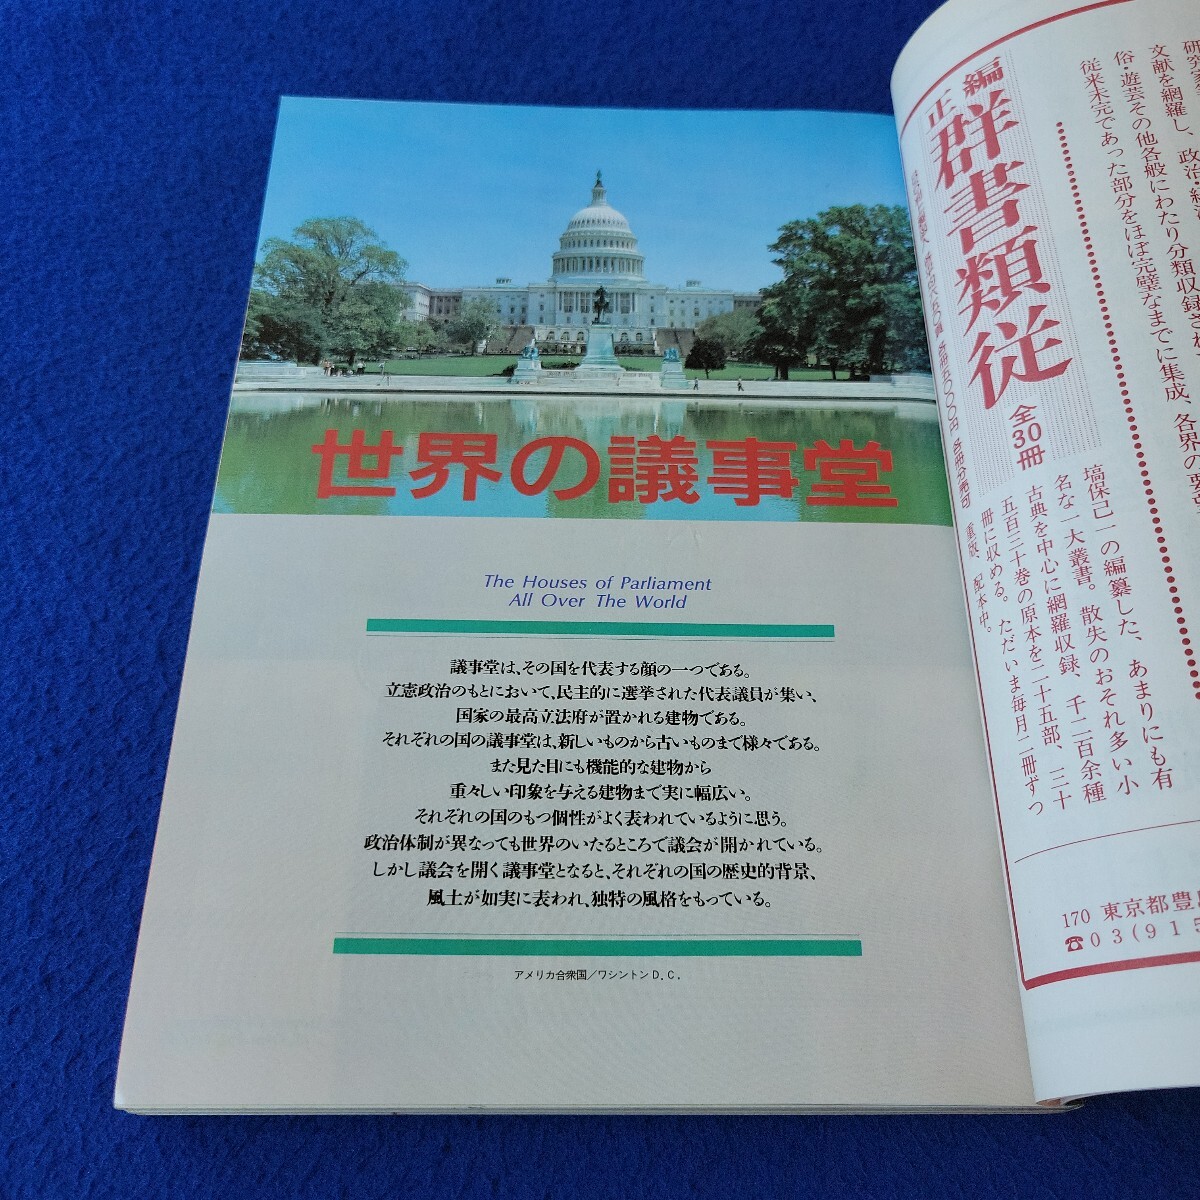 世界の議事堂
The Houses of Parliament
All Over The World
議事堂は、その国を代表する顔の一つである。
立憲政治のもとにおいて、民主的に選挙された代表議員が集い、
国家の最高立法府が置かれる建物である。
それぞれの国の議事堂は、新しいものから古いものまで様々である。
また見た目にも機能的な建物から
重々しい印象を与える建物まで実に幅広い。
それぞれの国のもつ個性がよく表われているように思う。
政治体制が異なっても世界のいたるところで議会が開かれている。
しかし議会を開く議事堂となると、それぞれの国の歴史的背景、
風土が如実に表われ、独特の風格をもっている。
アメリカ合衆国／ワシントンD.C.
文献を網羅し、政治・経
俗・遊芸その他各般にわたり分類収録
従来未完であった部分をほぼ完璧なまでに集成、各界の要
正編
群書類従
全30冊
塙保己一の編纂した、あまりにも有
名な一大叢書。散失のおそれ多い小
古典を中心に網羅収録、千二百余種
五百三十巻の原本を二十五部、三十
冊に収める。ただいま毎月二冊ずつ
重版、配本中。
各冊分売可
170 東京都豊
☎03(915